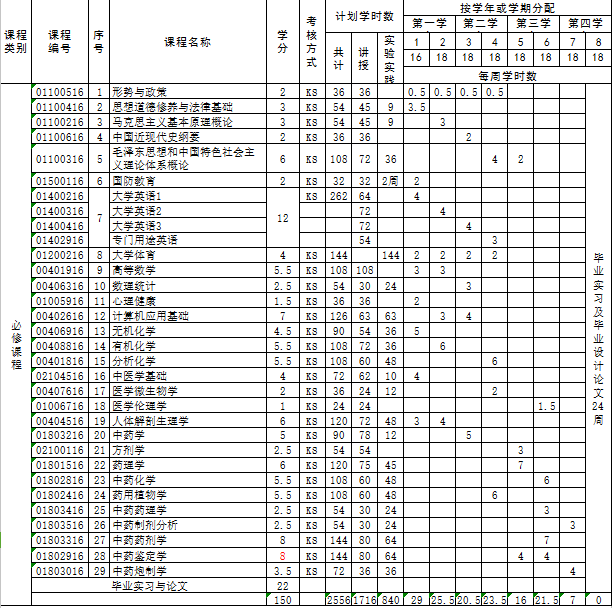 课程类别 课程编号 序号 课程名称 学分 考核方式 计划学时数 按学年或学期分配
共计 讲授 实验实践 第一学 第二学 第三学 第四学
1 2 3 4 5 6 7 8
16 18 18 18 18 18 18 18
每周学时数
必修课程
01100516 1 形势与政策 2 KS 36 36 0.5 0.5 0.5 0.5
01100416 2 思想道德修养与法律基础 3 KS 54 45 9 3.5
01100216 3 马克思主义基本原理概论 3 KS 54 45 9 3
01100616 4 中国近现代史纲要 2 KS 36 36 2
01100316 5 毛泽东思想和中国特色社会主义理论体系概论 6 KS 108 72 36 4 2
01500116 6 国防教育 2 KS 32 32 2周 2
01400216 7 大学英语1 12 KS 262 64 4
01400316 大学英语2 72 4
01400416 大学英语3 72 4
01402916 专门用途英语 54 3
01200216 8 大学体育 4 KS 144 144 2 2 2 2
00401916 9 高等数学 5.5 KS 108 108 3 3
00406316 10 数理统计 2.5 KS 54 30 24 3
01005916 11 心理健康 1.5 KS 36 36 2
00402616 12 计算机应用基础 7 KS 126 63 63 3 4
00406916 13 无机化学 4.5 KS 90 54 36 5
00408816 14 有机化学 5.5 KS 108 72 36 6
00401816 15 分析化学 5.5 KS 108 60 48 6
02104516 16 中医学基础 4 KS 72 62 10 4
00407616 17 医学微生物学 2 KS 36 24 12 2
01006716 18 医学伦理学 1 KS 24 24 1.5
00404516 19 人体解剖生理学 6 KS 120 72 48 3 4
01803216 20 中药学 5 KS 90 78 12 5
02100116 21 方剂学 2.5 KS 54 54 3
01801516 22 药理学 6 KS 120 75 45 7
01802816 23 中药化学 5.5 KS 108 60 48 6
01802416 24 药用植物学 5.5 KS 108 60 48 6
01803416 25 中药药理学 2.5 KS 54 30 24 3
01803516 26 中药制剂分析 2.5 KS 54 30 24 3
01803316 27 中药药剂学 8 KS 144 80 64 7
01802916 28 中药鉴定学 8 KS 144 80 64 4 4
01803016 29 中药炮制学 3.5 KS 72 36 36 4
毕业实习与论文 22
150 2556 1716 840 29 25.5 20.5 23.5 16 21.5 7 0
毕业实习及毕业设计论文24周